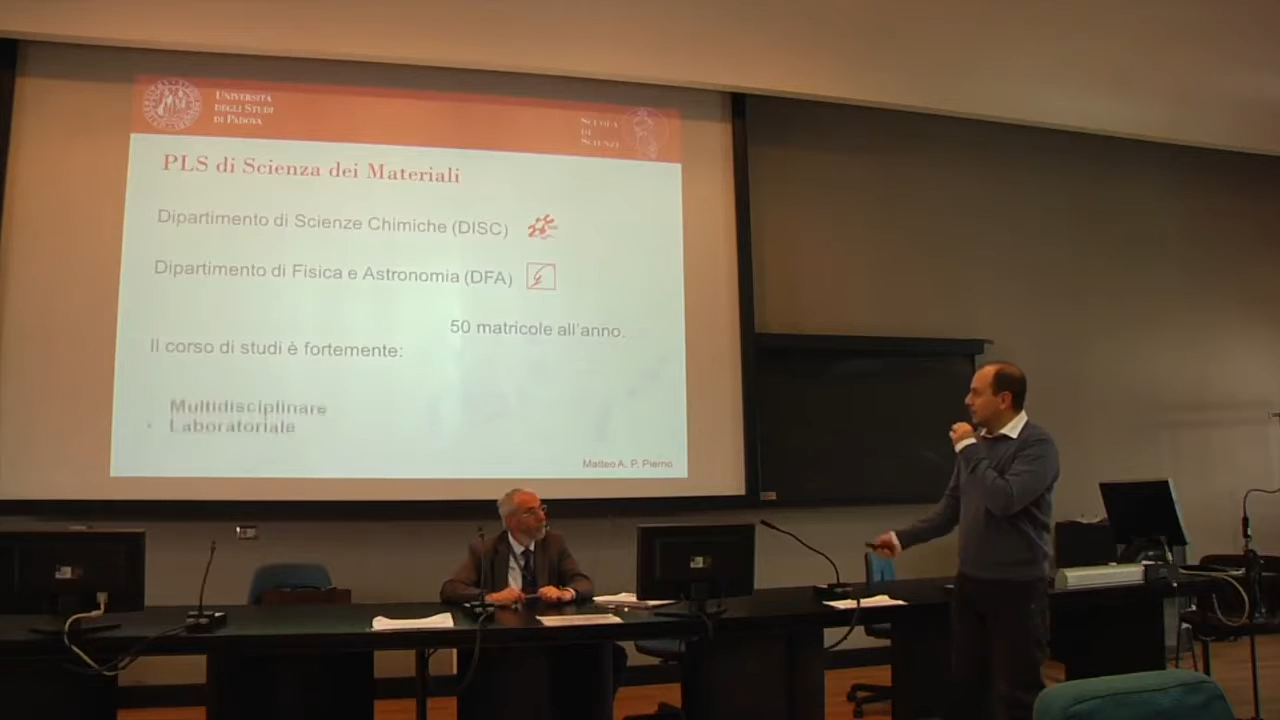 UNIVERSITÀ
DEGLI STUDI
DI PADOVA
SCUOLA
DI
SCIENZE
PLS di Scienza dei Materiali
Dipartimento di Scienze Chimiche (DISC)
Dipartimento di Fisica e Astronomia (DFA)
50 matricole all'anno.
Il corso di studi è fortemente:
Multidisciplinare
• Laboratoriale
Matteo A. P. Pierno